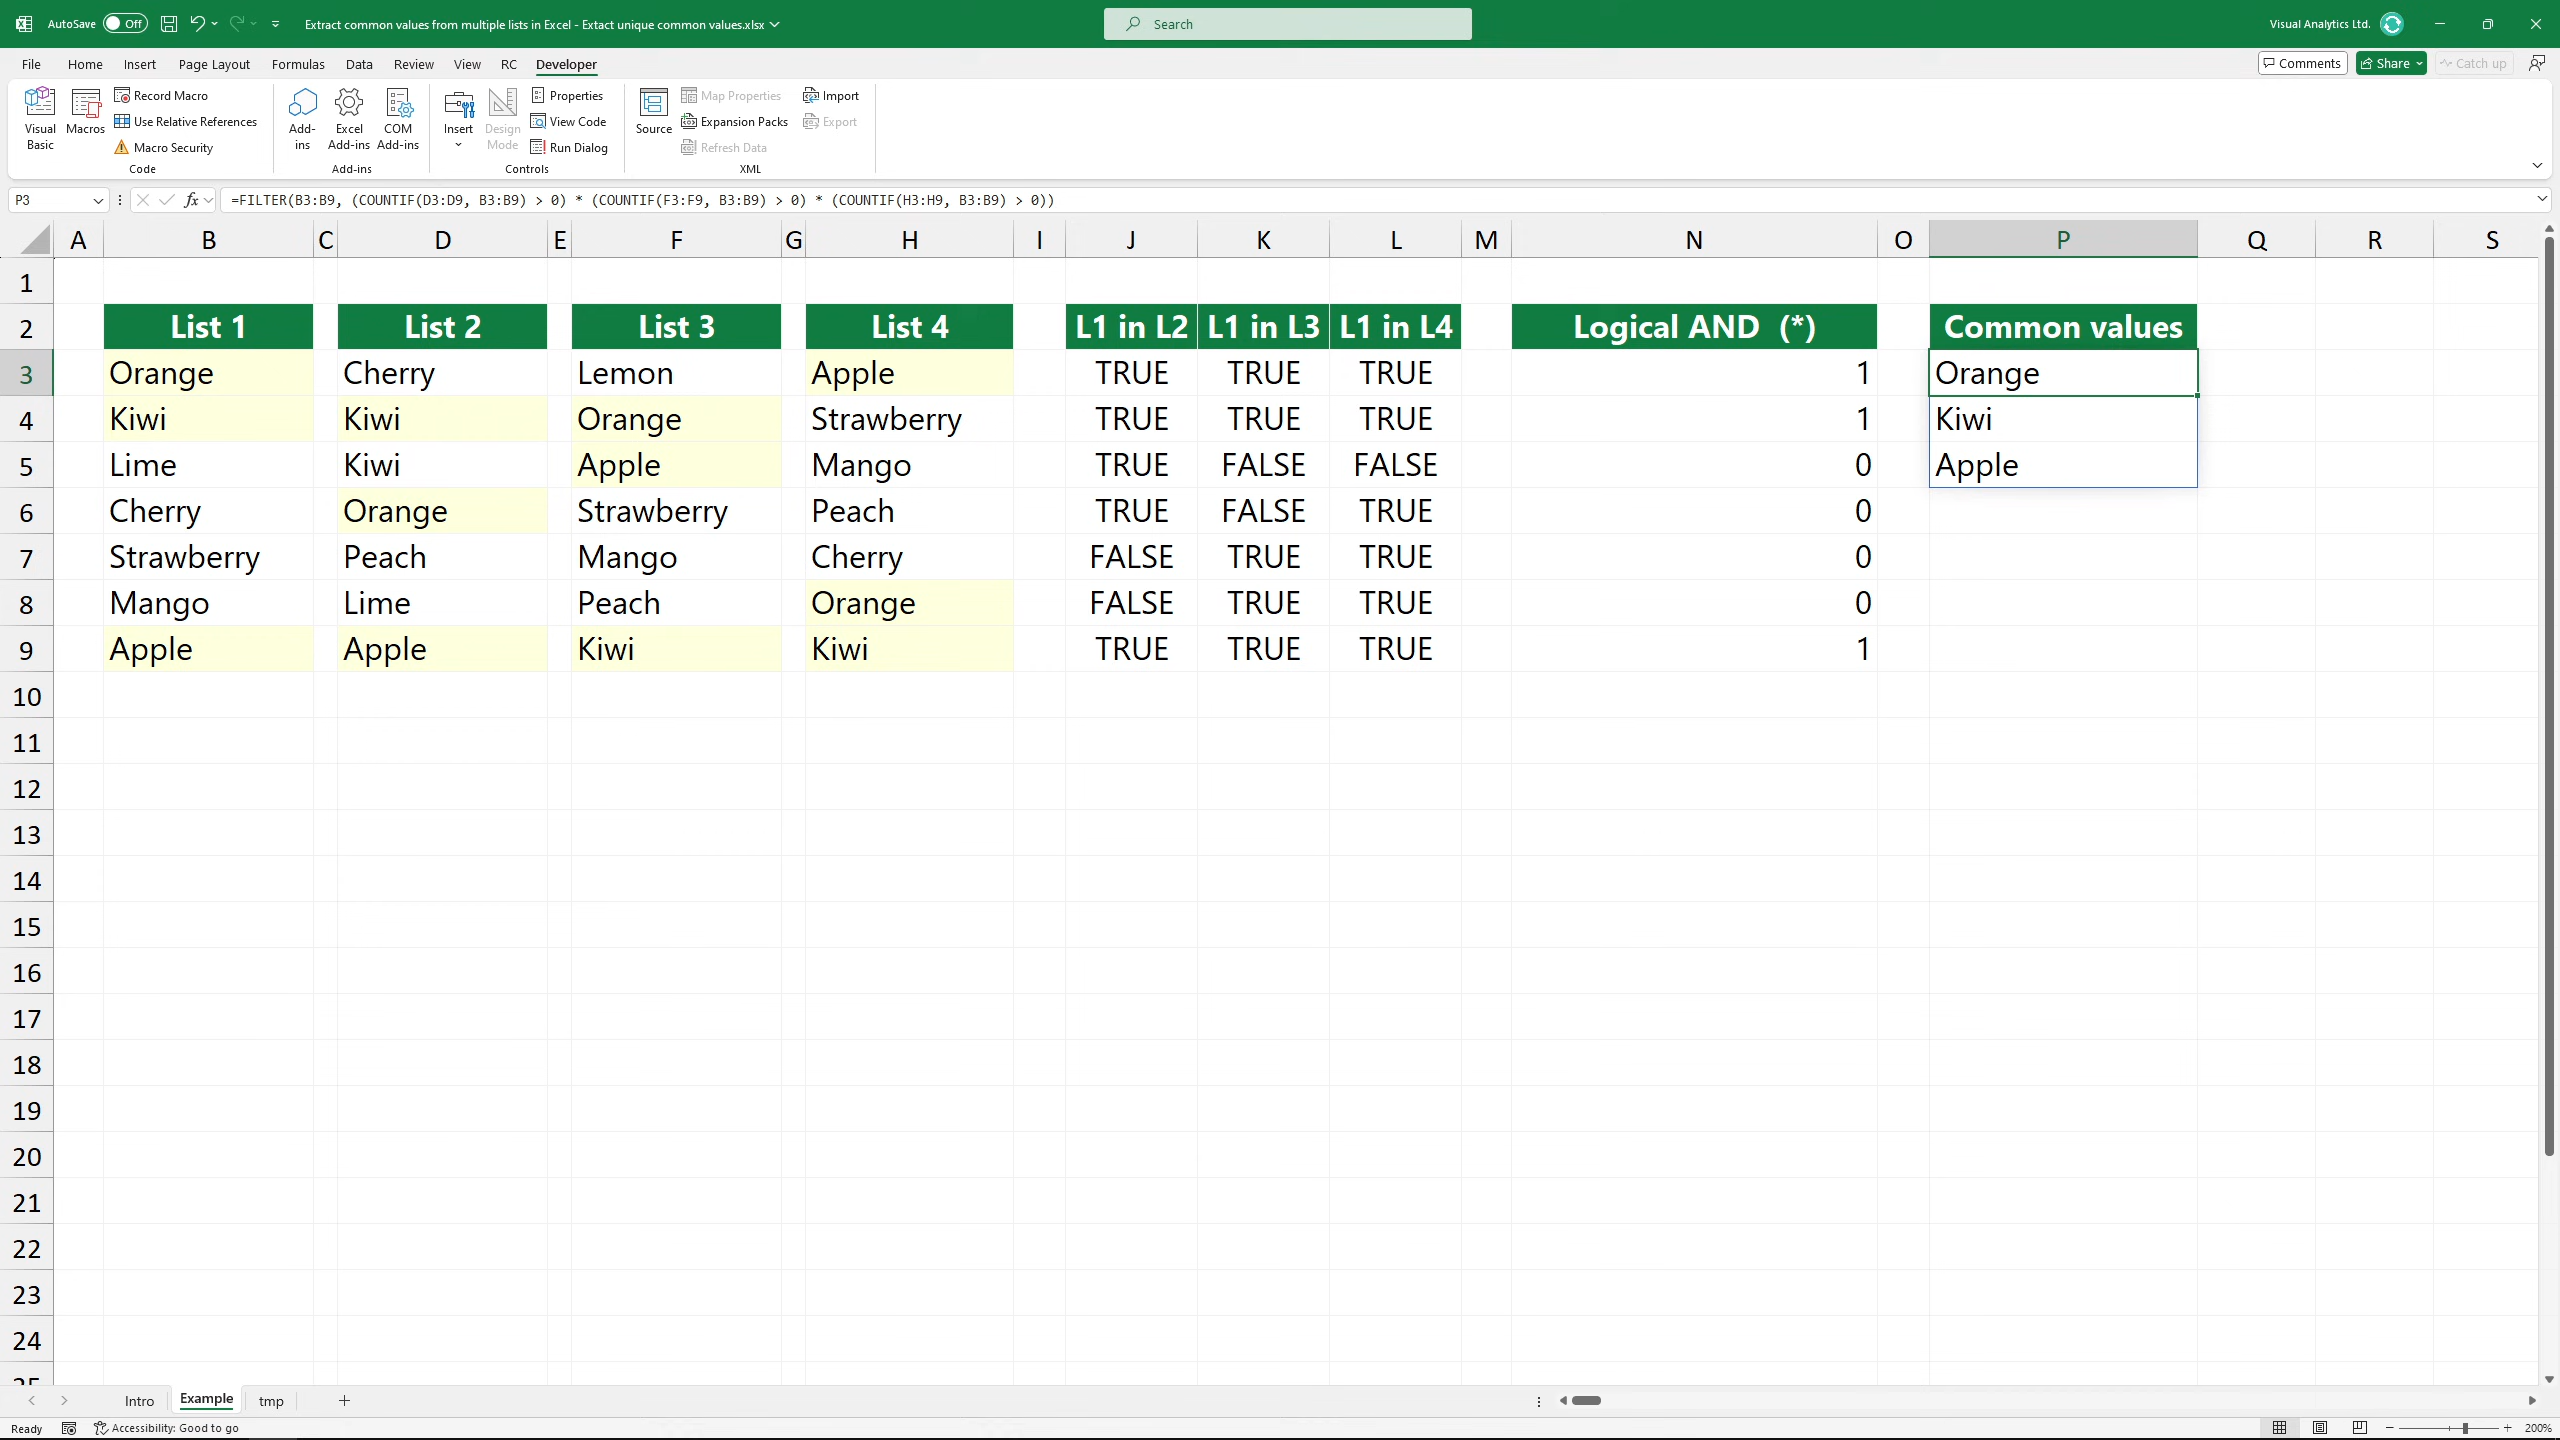 AutoSave Off Extract common values from multiple lists in Excel - Extact unique common values.xlsx Search Visual Analytics Ltd.
File Home Insert Page Layout Formulas Data Review View RC Developer Comments Share Catch up
Visual Basic Macros Record Macro Use Relative References Macro Security Code
Add-ins Excel Add-ins COM Add-ins Add-ins
Insert Design Mode Properties View Code Run Dialog Controls
Source Map Properties Expansion Packs Refresh Data Import Export XML
P3 fx =FILTER(B3:B9, (COUNTIF(D3:D9, B3:B9) > 0) * (COUNTIF(F3:F9, B3:B9) > 0) * (COUNTIF(H3:H9, B3:B9) > 0))
A B C D E F G H I J K L M N O P Q R S
1
2 List 1 List 2 List 3 List 4 L1 in L2 L1 in L3 L1 in L4 Logical AND (*) Common values
3 Orange Cherry Lemon Apple TRUE TRUE TRUE 1 Orange
4 Kiwi Kiwi Orange Strawberry TRUE TRUE TRUE 1 Kiwi
5 Lime Kiwi Apple Mango TRUE FALSE FALSE 0 Apple
6 Cherry Orange Strawberry Peach TRUE FALSE TRUE 0
7 Strawberry Peach Mango Cherry FALSE TRUE TRUE 0
8 Mango Lime Peach Orange FALSE TRUE TRUE 0
9 Apple Apple Kiwi Kiwi TRUE TRUE TRUE 1
10
11
12
13
14
15
16
17
18
19
20
21
22
23
24
25
Intro Example tmp +
Ready Accessibility: Good to go 200%